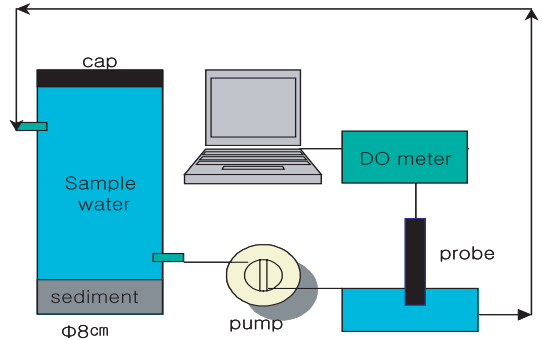 cap
DO meter
Sample
water
probe
sediment
pump
Φ8㎝